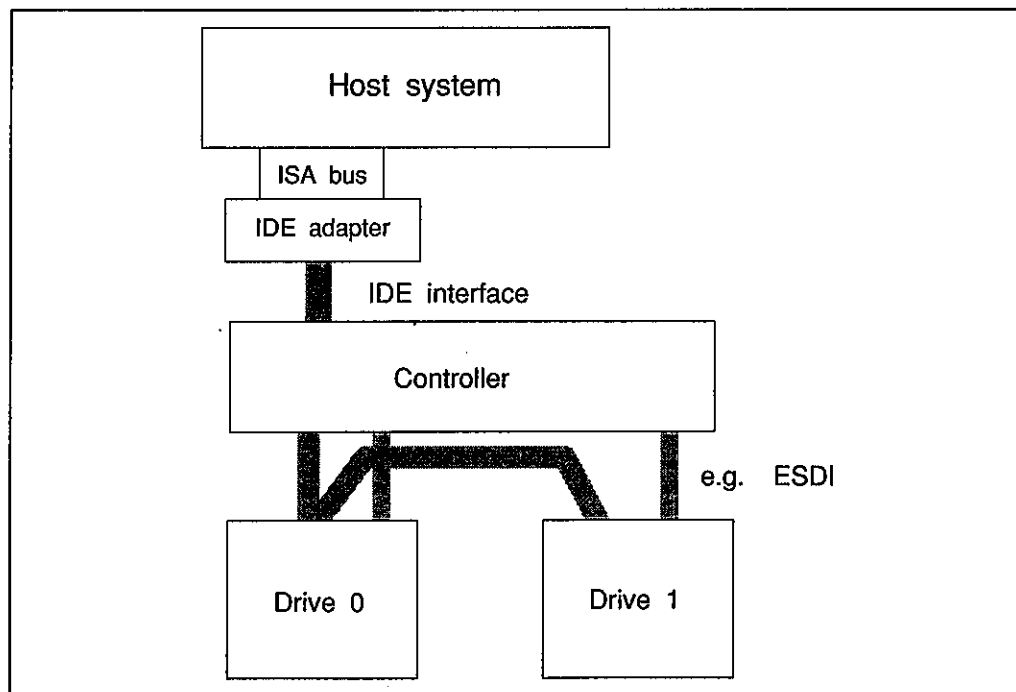 Host system
ISA bus
IDE adapter
IDE interface
Controller
e.g. ESDI
Drive 0
Drive 1